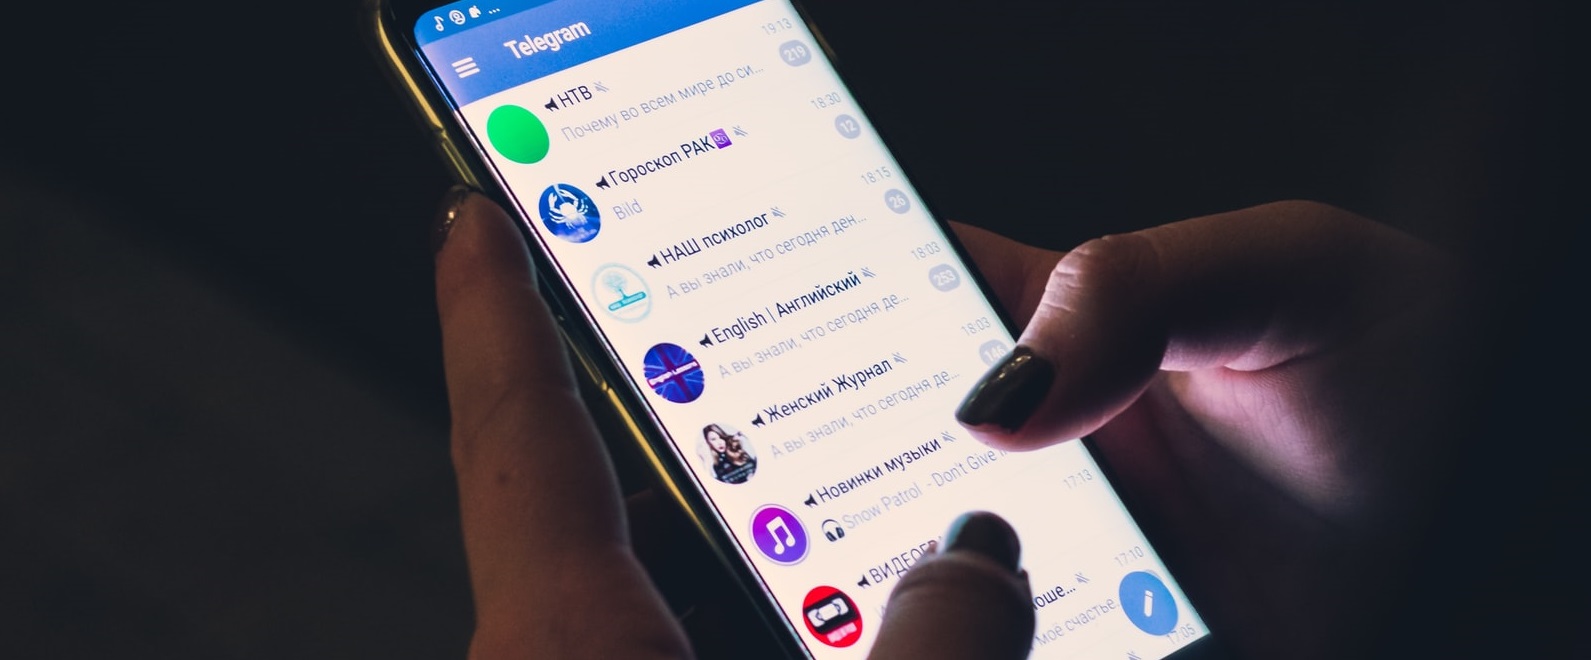 Telegram
НТВ 19:13
Почему во всем мире до си... 219
Гороскоп РАК 18:30
Bild 12
НАШ психолог 18:15
А вы знали, что сегодня ден... 26
English | Английский 18:03
А вы знали, что сегодня де... 253
Женский Журнал 18:03
А вы знали, что сегодня де...
Новинки музыки
Snow Patrol - Don't Give
17:13
17:10
моё счастье
17:05